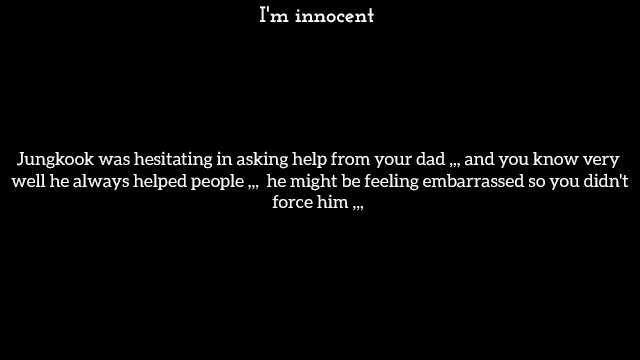 I'm innocent
Jungkook was hesitating in asking help from your dad ,,, and you know very
well he always helped people ,,,  he might be feeling embarrassed so you didn't
force him ,,,